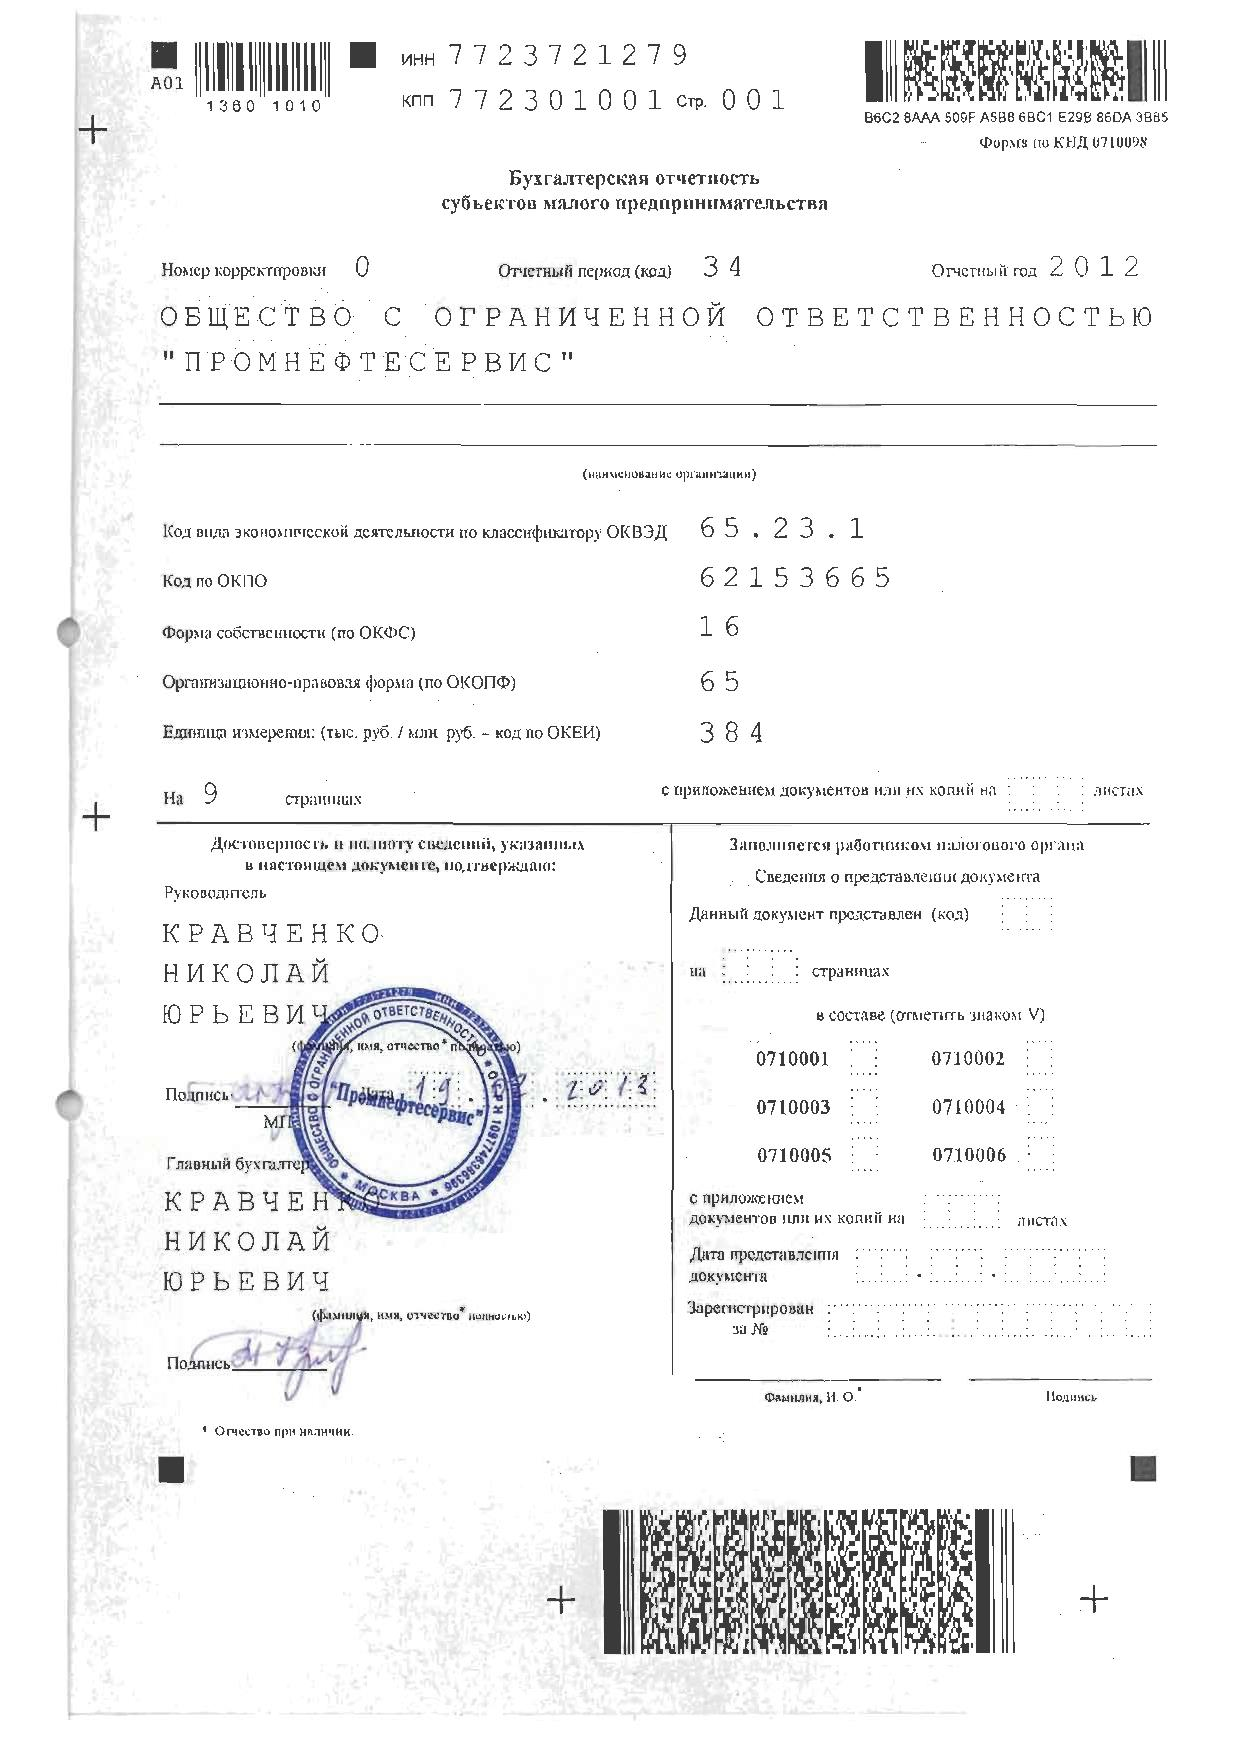 ИНН 7723721279
А01
1360 1010
КПП 772301001 Стр. 001
B6C2 8AAA 509F A5B8 6BC1 E29B 86DA 3B85
Форма по КНД 0710098
Бухгалтерская отчетность
субъектов малого предпринимательства
Номер корректировки 0 Отчетный период (код) 34 Отчетный год 2012
ОБЩЕСТВО С ОГРАНИЧЕННОЙ ОТВЕТСТВЕННОСТЬЮ
"ПРОМНЕФТЕСЕРВИС"
(наименование организации)
Код вида экономической деятельности по классификатору ОКВЭД 65.23.1
Код по ОКПО 62153665
Форма собственности (по ОКФС) 16
Организационно-правовая форма (по ОКОПФ) 65
Единица измерения: (тыс. руб. / млн руб. – код по ОКЕИ) 384
На 9 страницах с приложением документов или их копий на листах
Достоверность и полноту сведений, указанных
в настоящем документе, подтверждаю:
Руководитель
КРАВЧЕНКО
НИКОЛАЙ
ЮРЬЕВИЧ
(фамилия, имя, отчество* полностью)
Подпись Дата 19. . 2013
МП
ОБЩЕСТВО С ОГРАНИЧЕННОЙ ОТВЕТСТВЕННОСТЬЮ
"Промнефтесервис"
МОСКВА
Главный бухгалтер
КРАВЧЕНКО
НИКОЛАЙ
ЮРЬЕВИЧ
(фамилия, имя, отчество* полностью)
Подпись
* Отчество при наличии.
Заполняется работником налогового органа
Сведения о представлении документа
Данный документ представлен (код)
на страницах
в составе (отметить знаком V)
0710001 0710002
0710003 0710004
0710005 0710006
с приложением
документов или их копий на листах
Дата представления
документа
Зарегистрирован
за №
Фамилия, И. О.* Подпись